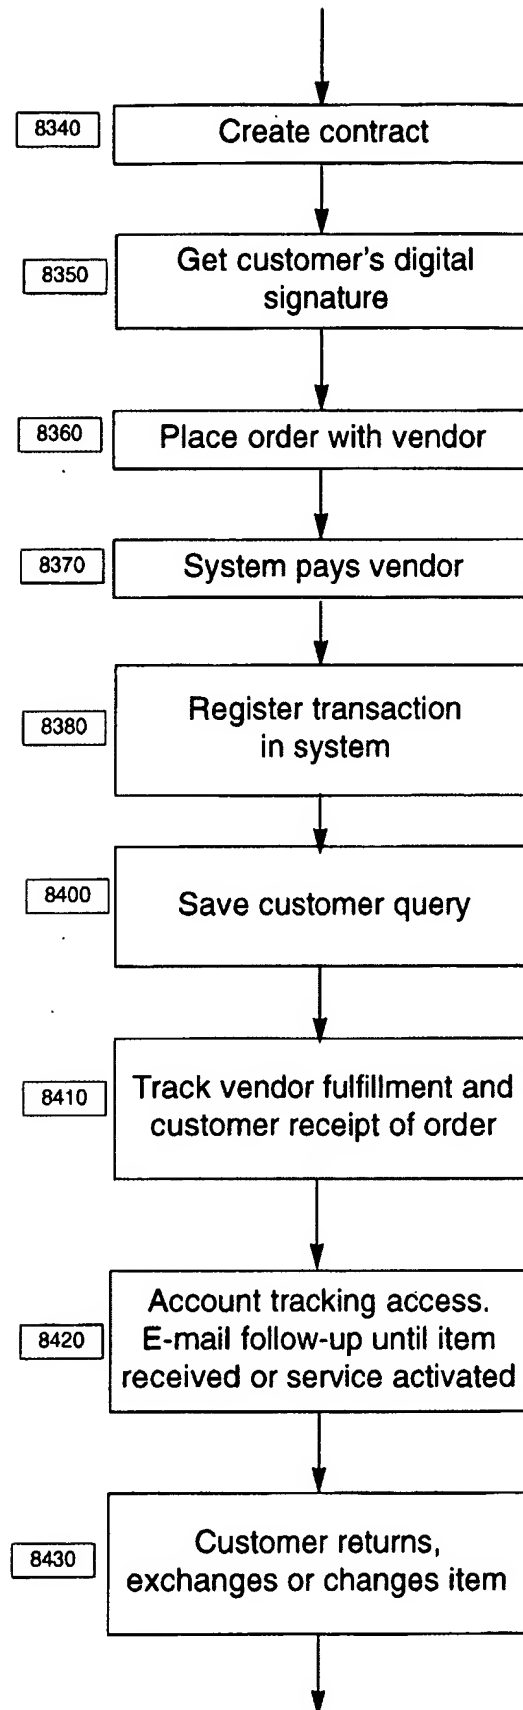 8340
Create contract
8350
Get customer's digital
signature
8360
Place order with vendor
8370
System pays vendor
8380
Register transaction
in system
8400
Save customer query
8410
Track vendor fulfillment and
customer receipt of order
8420
Account tracking access.
E-mail follow-up until item
received or service activated
8430
Customer returns,
exchanges or changes item